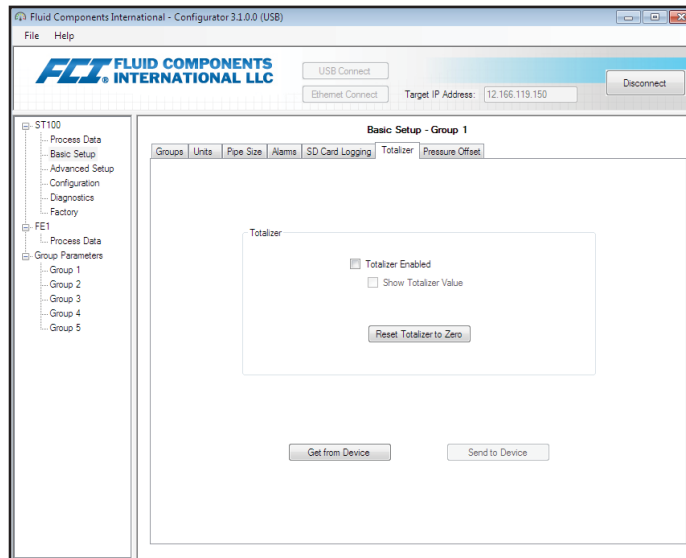 Fluid Components International - Configurator 3.1.0.0 (USB)
File Help
FCI® FLUID COMPONENTS
INTERNATIONAL LLC
USB Connect
Ethernet Connect
Target IP Address: 12.166.119.150
Disconnect
ST100
Process Data
Basic Setup
Advanced Setup
Configuration
Diagnostics
Factory
FE1
Process Data
Group Parameters
Group 1
Group 2
Group 3
Group 4
Group 5
Basic Setup - Group 1
Groups Units Pipe Size Alarms SD Card Logging Totalizer Pressure Offset
Totalizer
Totalizer Enabled
Show Totalizer Value
Reset Totalizer to Zero
Get from Device Send to Device